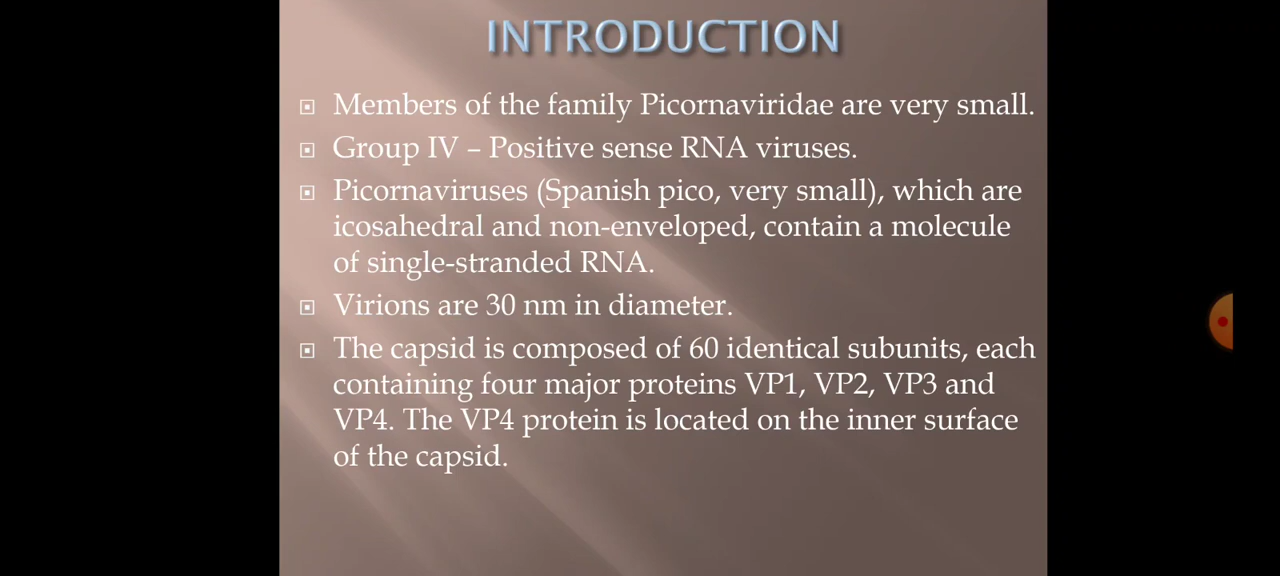 INTRODUCTION
Members of the family Picornaviridae are very small.
Group IV – Positive sense RNA viruses.
Picornaviruses (Spanish pico, very small), which are
icosahedral and non-enveloped, contain a molecule
of single-stranded RNA.
Virions are 30 nm in diameter.
The capsid is composed of 60 identical subunits, each
containing four major proteins VP1, VP2, VP3 and
VP4. The VP4 protein is located on the inner surface
of the capsid.